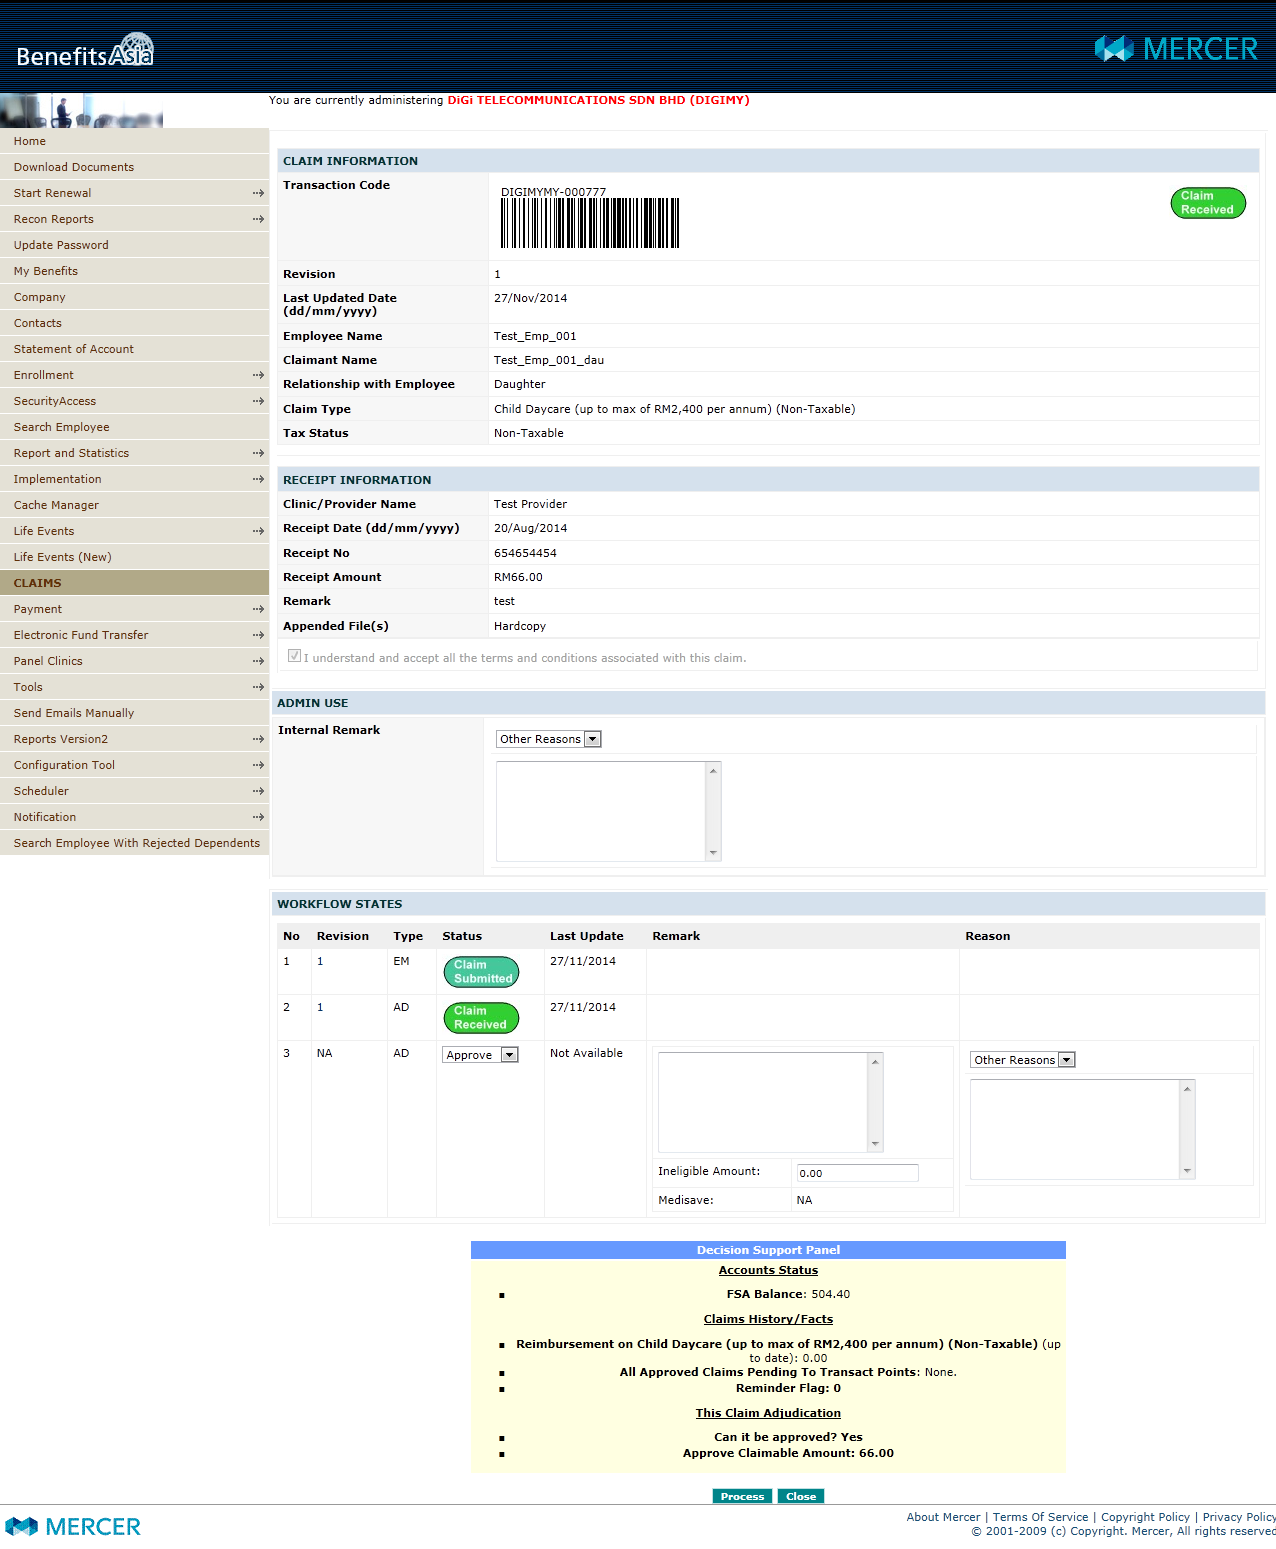 BenefitsAsia
MERCER
You are currently administering DiGi TELECOMMUNICATIONS SDN BHD (DIGIMY)
Home
Download Documents
Start Renewal
Recon Reports
Update Password
My Benefits
Company
Contacts
Statement of Account
Enrollment
SecurityAccess
Search Employee
Report and Statistics
Implementation
Cache Manager
Life Events
Life Events (New)
CLAIMS
Payment
Electronic Fund Transfer
Panel Clinics
Tools
Send Emails Manually
Reports Version2
Configuration Tool
Scheduler
Notification
Search Employee With Rejected Dependents
CLAIM INFORMATION
Transaction Code
DIGIMYMY-000777
Claim
Received
Revision 1
Last Updated Date 27/Nov/2014
(dd/mm/yyyy)
Employee Name Test_Emp_001
Claimant Name Test_Emp_001_dau
Relationship with Employee Daughter
Claim Type Child Daycare (up to max of RM2,400 per annum) (Non-Taxable)
Tax Status Non-Taxable
RECEIPT INFORMATION
Clinic/Provider Name Test Provider
Receipt Date (dd/mm/yyyy) 20/Aug/2014
Receipt No 654654454
Receipt Amount RM66.00
Remark test
Appended File(s) Hardcopy
I understand and accept all the terms and conditions associated with this claim.
ADMIN USE
Internal Remark Other Reasons
WORKFLOW STATES
No Revision Type Status Last Update Remark Reason
1 1 EM Claim Submitted 27/11/2014
2 1 AD Claim Received 27/11/2014
3 NA AD Approve Not Available Other Reasons
Ineligible Amount: 0.00
Medisave: NA
Decision Support Panel
Accounts Status
FSA Balance: 504.40
Claims History/Facts
Reimbursement on Child Daycare (up to max of RM2,400 per annum) (Non-Taxable) (up
to date): 0.00
All Approved Claims Pending To Transact Points: None.
Reminder Flag: 0
This Claim Adjudication
Can it be approved? Yes
Approve Claimable Amount: 66.00
Process Close
MERCER
About Mercer | Terms Of Service | Copyright Policy | Privacy Policy
© 2001-2009 (c) Copyright. Mercer, All rights reserved